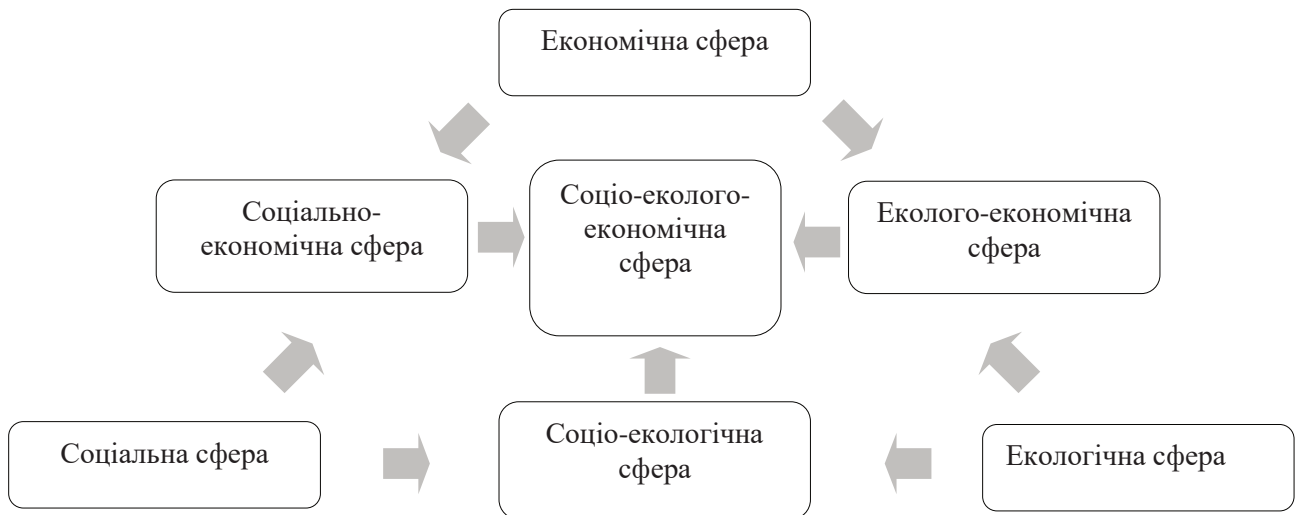 Економічна сфера
Соціально-
економічна сфера
Соціо-еколого-
економічна
сфера
Еколого-економічна
сфера
Соціальна сфера
Соціо-екологічна
сфера
Екологічна сфера